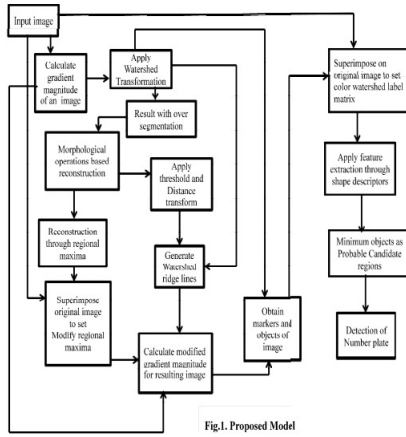 Input image
Calculate
gradient
magnitude
of an image
Apply
Watershed
Transformation
Superimpose on
original image to set
color watershed label
matrix
Result with over
segmentation
Morphological
operations based
reconstruction
Apply
threshold and
Distance
transform
Apply feature
extraction through
shape descriptors
Reconstruction
through regional
maxima
Generate
Watershed
ridge lines
Minimum objects as
Probable Candidate
regions
Superimpose
original image
to set
Modify regional
maxima
Obtain
markers and
objects of
image
Detection of
Number plate
Calculate modified
gradient magnitude
for resulting image
Fig.1. Proposed Model